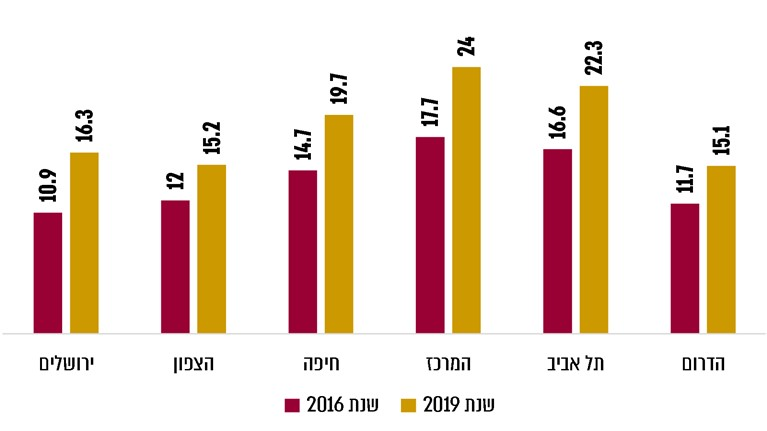 10.9 16.3 12 15.2 14.7 19.7 17.7 24 16.6 22.3 11.7 15.1
ירושלים הצפון חיפה המרכז תל אביב הדרום
שנת 2016 שנת 2019